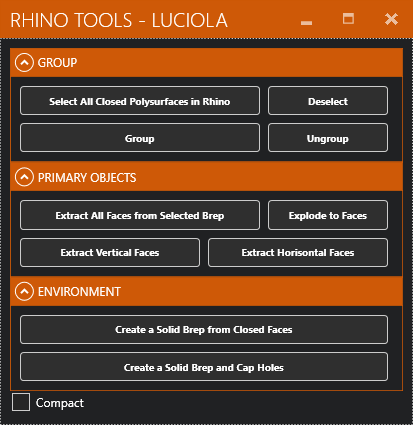 RHINO TOOLS - LUCIOLA
GROUP
Select All Closed Polysurfaces in Rhino
Deselect
Group
Ungroup
PRIMARY OBJECTS
Extract All Faces from Selected Brep
Explode to Faces
Extract Vertical Faces
Extract Horisontal Faces
ENVIRONMENT
Create a Solid Brep from Closed Faces
Create a Solid Brep and Cap Holes
Compact